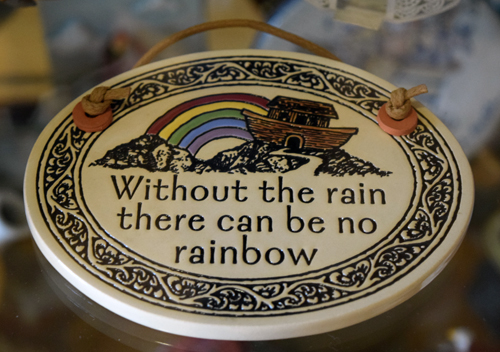 Without the rain
there can be no
rainbow